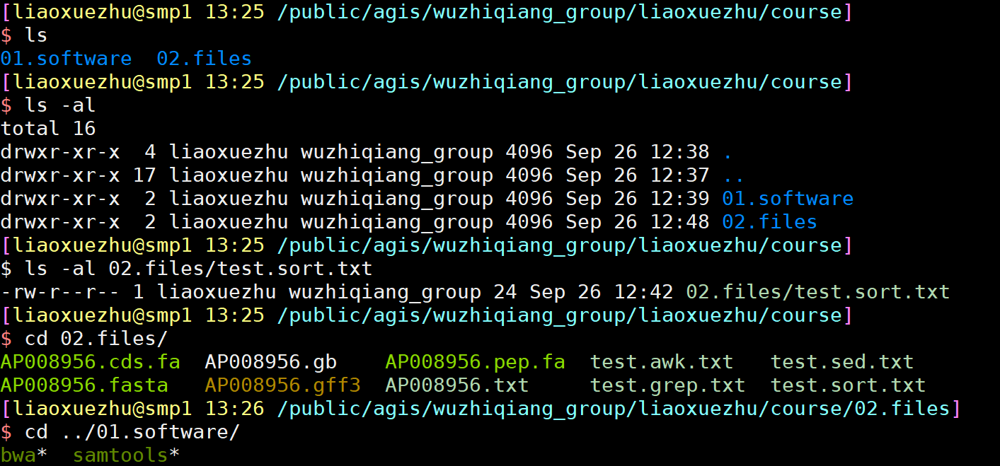 [liaoxuezhu@smp1 13:25 /public/agis/wuzhiqiang_group/liaoxuezhu/course]
$ ls
01.software  02.files
[liaoxuezhu@smp1 13:25 /public/agis/wuzhiqiang_group/liaoxuezhu/course]
$ ls -al
total 16
drwxr-xr-x  4 liaoxuezhu wuzhiqiang_group 4096 Sep 26 12:38 .
drwxr-xr-x 17 liaoxuezhu wuzhiqiang_group 4096 Sep 26 12:37 ..
drwxr-xr-x  2 liaoxuezhu wuzhiqiang_group 4096 Sep 26 12:39 01.software
drwxr-xr-x  2 liaoxuezhu wuzhiqiang_group 4096 Sep 26 12:48 02.files
[liaoxuezhu@smp1 13:25 /public/agis/wuzhiqiang_group/liaoxuezhu/course]
$ ls -al 02.files/test.sort.txt
-rw-r--r-- 1 liaoxuezhu wuzhiqiang_group 24 Sep 26 12:42 02.files/test.sort.txt
[liaoxuezhu@smp1 13:25 /public/agis/wuzhiqiang_group/liaoxuezhu/course]
$ cd 02.files/
AP008956.cds.fa  AP008956.gb    AP008956.pep.fa  test.awk.txt   test.sed.txt
AP008956.fasta   AP008956.gff3  AP008956.txt     test.grep.txt  test.sort.txt
[liaoxuezhu@smp1 13:26 /public/agis/wuzhiqiang_group/liaoxuezhu/course/02.files]
$ cd ../01.software/
bwa*  samtools*